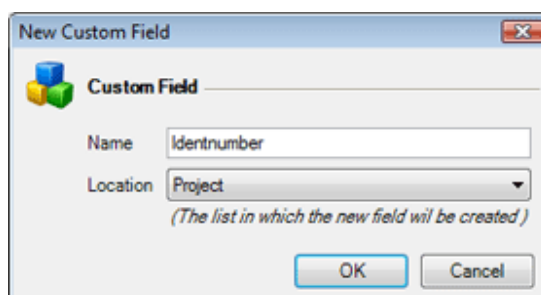 New Custom Field
Custom Field
Name Identnumber
Location Project
(The list in which the new field wil be created )
OK Cancel